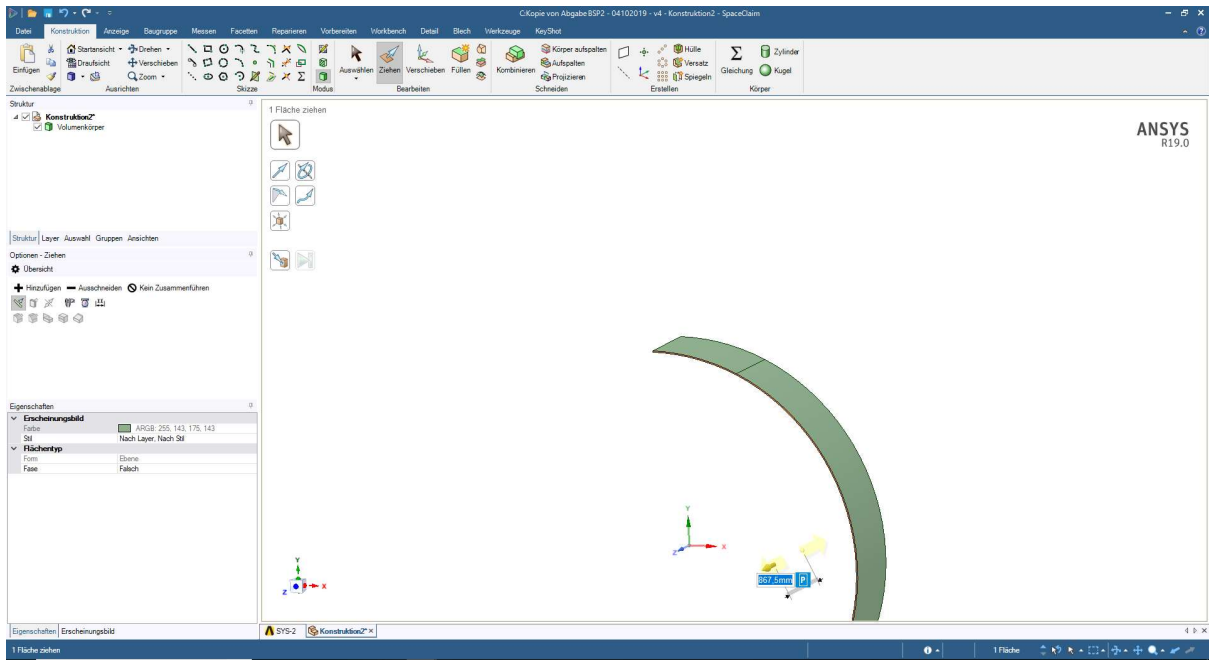 C:Kopie von Abgabe BSP2 - 04102019 - v4 - Konstruktion2 - SpaceClaim
Datei Konstruktion Anzeige Baugruppe Messen Facetten Reparieren Vorbereiten Workbench Detail Blech Werkzeuge KeyShot
Einfügen
Startansicht
Draufsicht
Drehen
Verschieben
Zoom
Auswählen Ziehen Verschieben Füllen
Kombinieren
Körper aufspalten
Aufspalten
Projizieren
Hülle
Versatz
Spiegeln
Gleichung
Zylinder
Kugel
Zwischenablage Ausrichten Skizze Modus Bearbeiten Schneiden Erstellen Körper
Struktur
Konstruktion2*
Volumenkörper
Struktur Layer Auswahl Gruppen Ansichten
Optionen - Ziehen
Übersicht
Hinzufügen Ausschneiden Kein Zusammenführen
Eigenschaften
Erscheinungsbild
Farbe ARGB: 255, 143, 175, 143
Stil Nach Layer, Nach Stil
Flächentyp
Form Ebene
Fase Falsch
Eigenschaften Erscheinungsbild
1 Fläche ziehen
ANSYS
R19.0
Y
X
Z
867,5mm P
Y
X
Z
SYS-2 Konstruktion2*
1 Fläche ziehen
1 Fläche